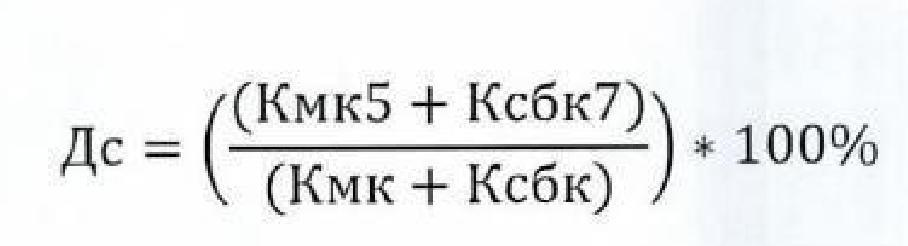 Дс = ((Кмк5 + Ксбк7) / (Кмк + Ксбк)) * 100%